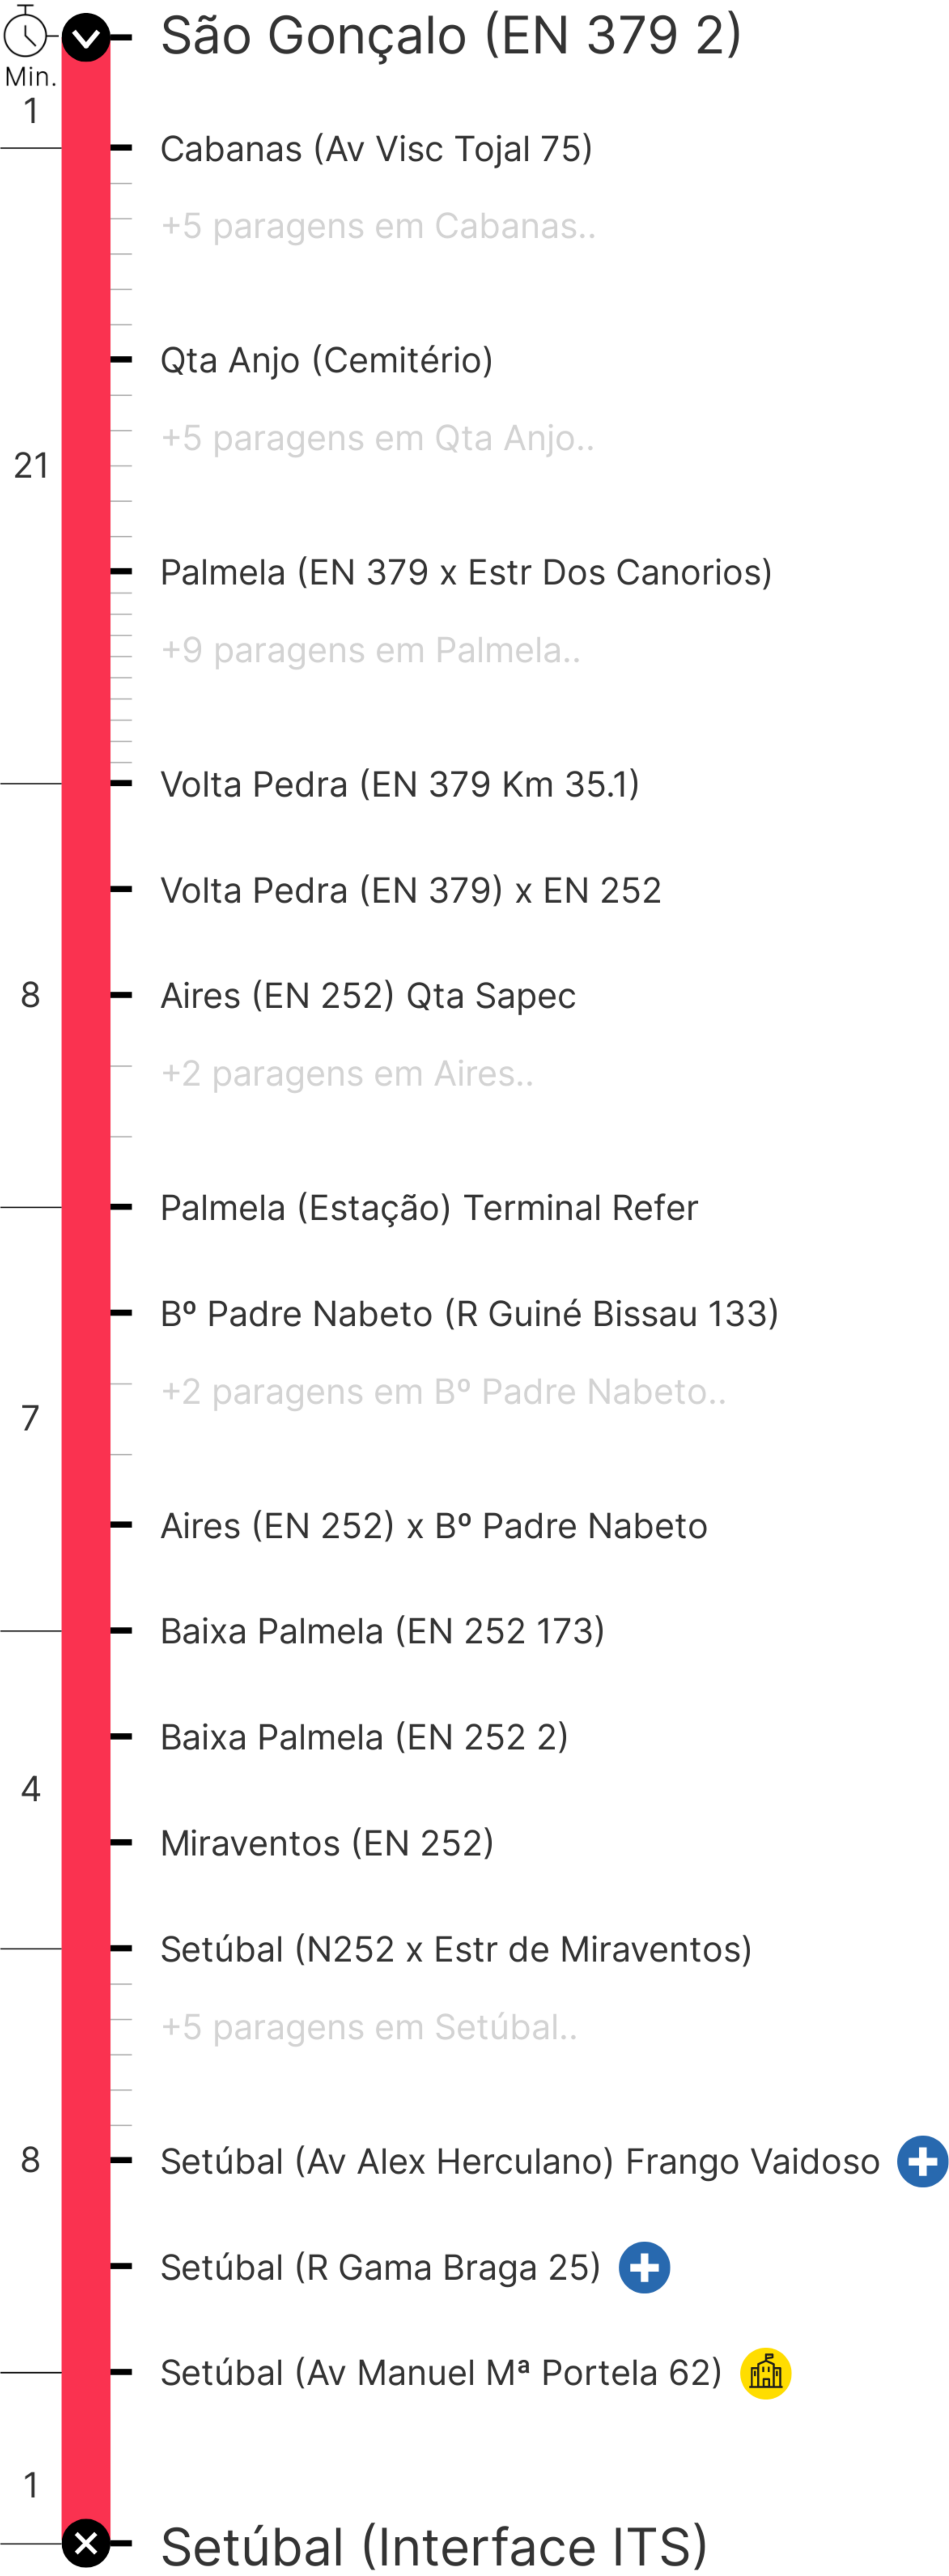 São Gonçalo (EN 379 2)
Min.
1
Cabanas (Av Visc Tojal 75)
+5 paragens em Cabanas..
Qta Anjo (Cemitério)
+5 paragens em Qta Anjo..
21
Palmela (EN 379 x Estr Dos Canorios)
+9 paragens em Palmela..
Volta Pedra (EN 379 Km 35.1)
Volta Pedra (EN 379) x EN 252
8
Aires (EN 252) Qta Sapec
+2 paragens em Aires..
Palmela (Estação) Terminal Refer
Bº Padre Nabeto (R Guiné Bissau 133)
+2 paragens em Bº Padre Nabeto..
7
Aires (EN 252) x Bº Padre Nabeto
Baixa Palmela (EN 252 173)
Baixa Palmela (EN 252 2)
4
Miraventos (EN 252)
Setúbal (N252 x Estr de Miraventos)
+5 paragens em Setúbal..
8
Setúbal (Av Alex Herculano) Frango Vaidoso
Setúbal (R Gama Braga 25)
Setúbal (Av Manuel Mª Portela 62)
1
Setúbal (Interface ITS)